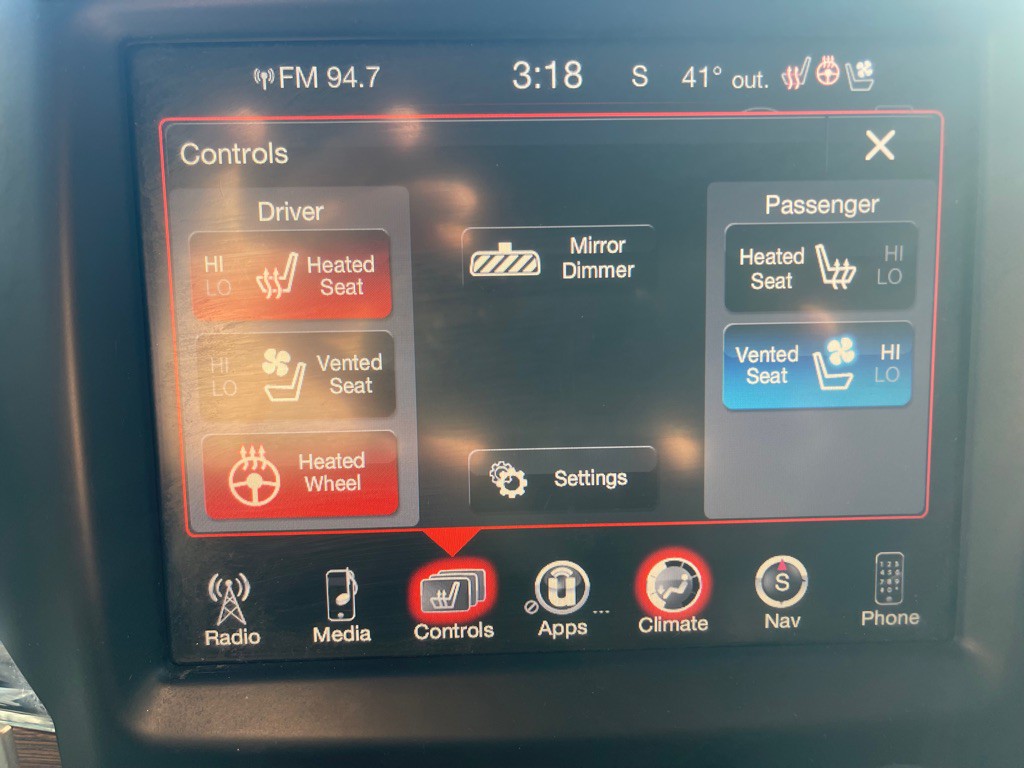 FM 94.7
3:18
S
41° out.
Controls
Driver
HI
LO
Heated
Seat
HI
LO
Vented
Seat
Heated
Wheel
Mirror
Dimmer
Settings
Passenger
Heated
Seat
HI
LO
Vented
Seat
HI
LO
Radio
Media
Controls
Apps
...
Climate
S
Nav
Phone